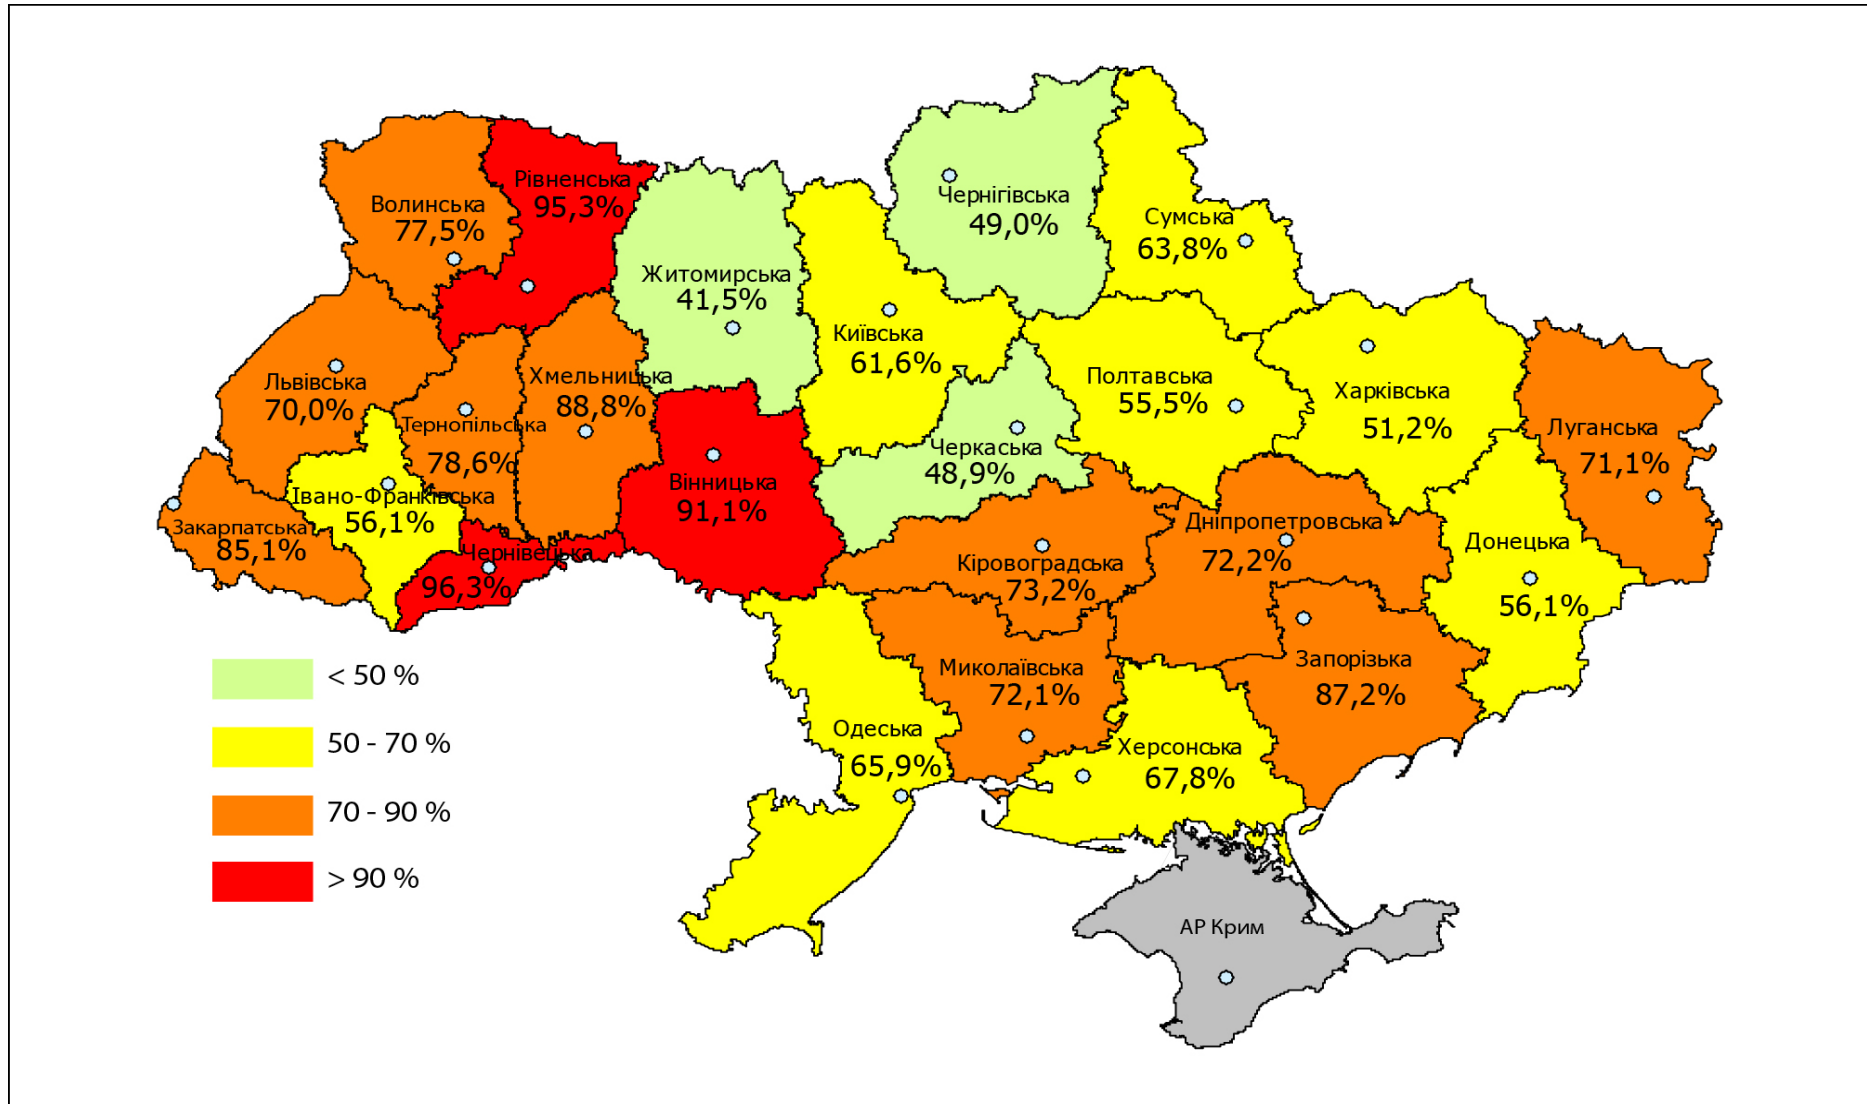 Рівненська
95,3%
Волинська
77,5%
Чернігівська
49,0%
Сумська
63,8%
Житомирська
41,5%
Київська
61,6%
Львівська
70,0%
Хмельницька
88,8%
Полтавська
55,5%
Харківська
51,2%
Тернопільська
78,6%
Черкаська
48,9%
Луганська
71,1%
Вінницька
91,1%
Івано-Франківська
56,1%
Закарпатська
85,1%
Чернівецька
96,3%
Кіровоградська
73,2%
Дніпропетровська
72,2%
Донецька
56,1%
Миколаївська
72,1%
Запорізька
87,2%
Одеська
65,9%
Херсонська
67,8%
АР Крим
< 50 %
50 - 70 %
70 - 90 %
> 90 %